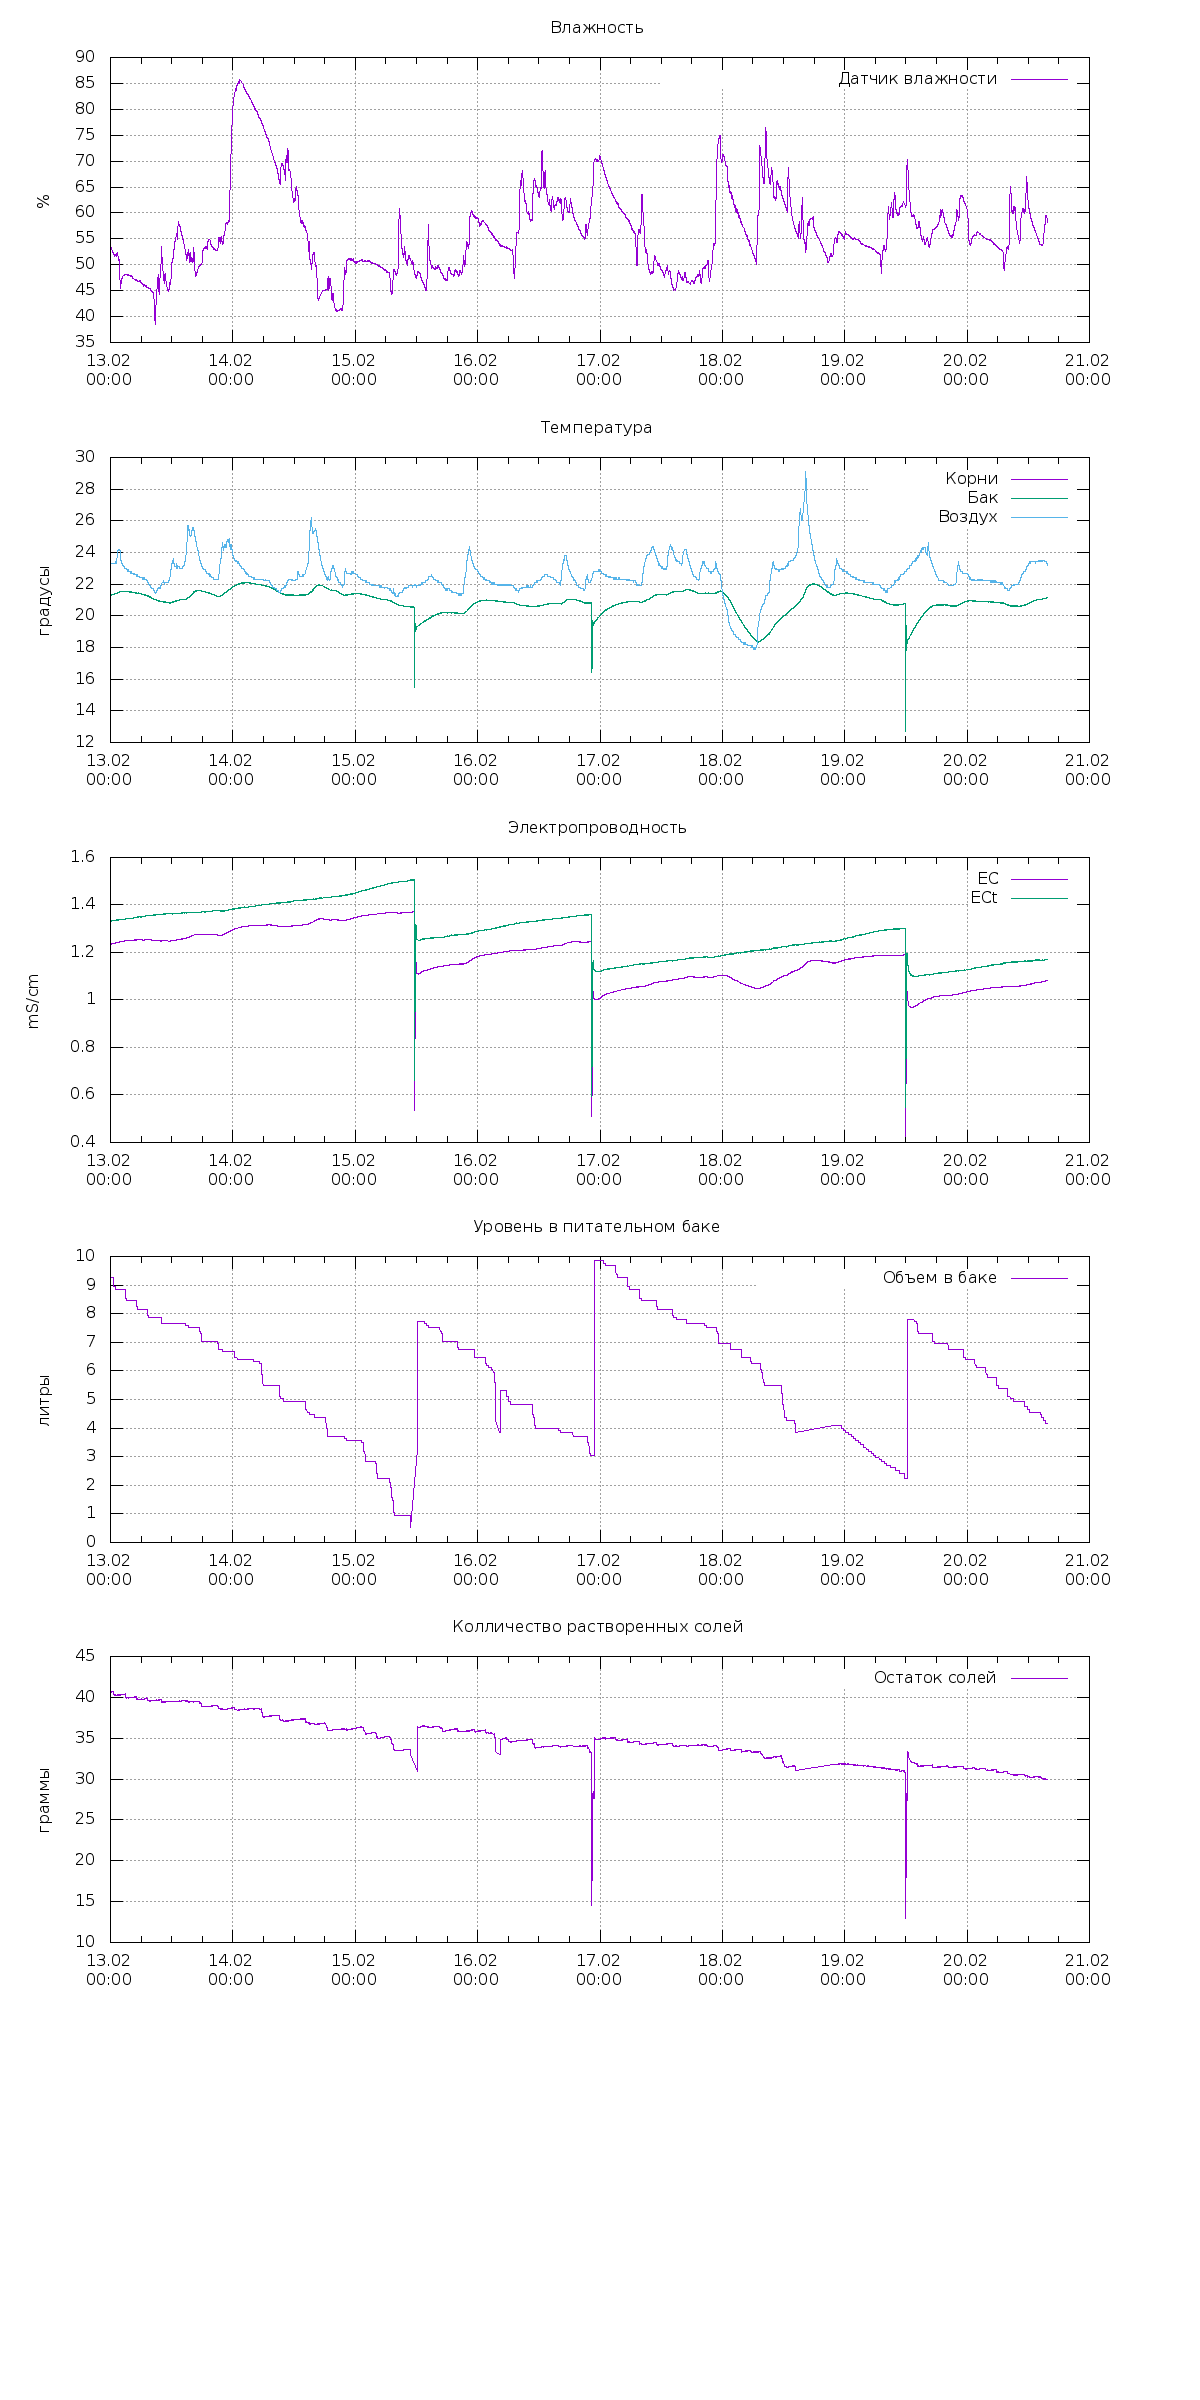 Влажность
Датчик влажности
%
90
85
80
75
70
65
60
55
50
45
40
35
13.02 14.02 15.02 16.02 17.02 18.02 19.02 20.02 21.02
00:00 00:00 00:00 00:00 00:00 00:00 00:00 00:00 00:00
Температура
Корни
Бак
Воздух
градусы
30
28
26
24
22
20
18
16
14
12
13.02 14.02 15.02 16.02 17.02 18.02 19.02 20.02 21.02
00:00 00:00 00:00 00:00 00:00 00:00 00:00 00:00 00:00
Электропроводность
EC
ECt
mS/cm
1.6
1.4
1.2
1
0.8
0.6
0.4
13.02 14.02 15.02 16.02 17.02 18.02 19.02 20.02 21.02
00:00 00:00 00:00 00:00 00:00 00:00 00:00 00:00 00:00
Уровень в питательном баке
Объем в баке
литры
10
9
8
7
6
5
4
3
2
1
0
13.02 14.02 15.02 16.02 17.02 18.02 19.02 20.02 21.02
00:00 00:00 00:00 00:00 00:00 00:00 00:00 00:00 00:00
Колличество растворенных солей
Остаток солей
граммы
45
40
35
30
25
20
15
10
13.02 14.02 15.02 16.02 17.02 18.02 19.02 20.02 21.02
00:00 00:00 00:00 00:00 00:00 00:00 00:00 00:00 00:00